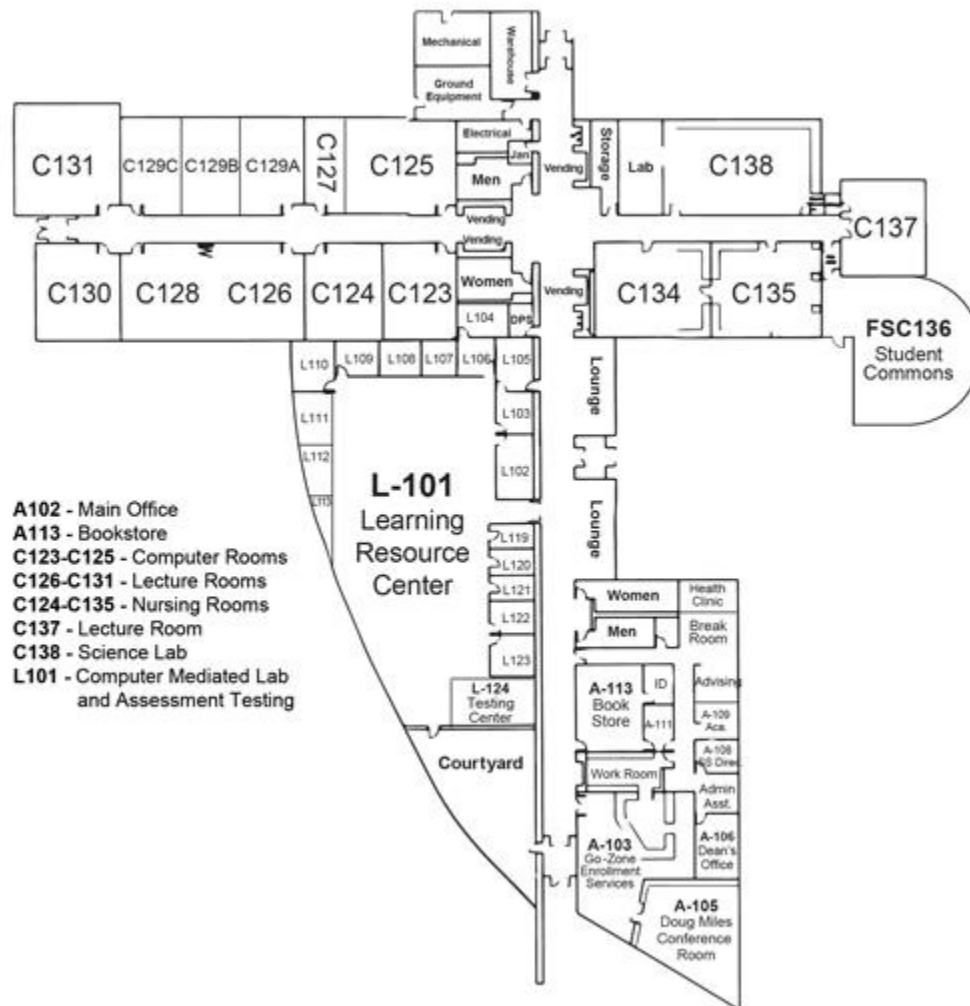 Mechanical
Warehouse
Ground
Equipment
Electrical
Jan
Men
Vending
Storage
Lab
C138
C131
C129C
C129B
C129A
C127
C125
Vending
Vending
C137
C130
C128
C126
C124
C123
Women
Vending
C134
C135
L104
DPS
FSC136
Student
Commons
L110
L109
L108
L107
L106
L105
Lounge
L111
L103
L112
L102
L113
L-101
Learning
Resource
Center
Lounge
L119
L120
L121
L122
L123
A102 - Main Office
A113 - Bookstore
C123-C125 - Computer Rooms
C126-C131 - Lecture Rooms
C124-C135 - Nursing Rooms
C137 - Lecture Room
C138 - Science Lab
L101 - Computer Mediated Lab
and Assessment Testing
Women
Health
Clinic
Men
Break
Room
L-124
Testing
Center
A-113
Book
Store
ID
Advising
A-111
A-109
Aca.
A-108
SS Direc.
Courtyard
Work Room
Admin
Asst.
A-103
Go-Zone
Enrollment
Services
A-106
Dean's
Office
A-105
Doug Miles
Conference
Room